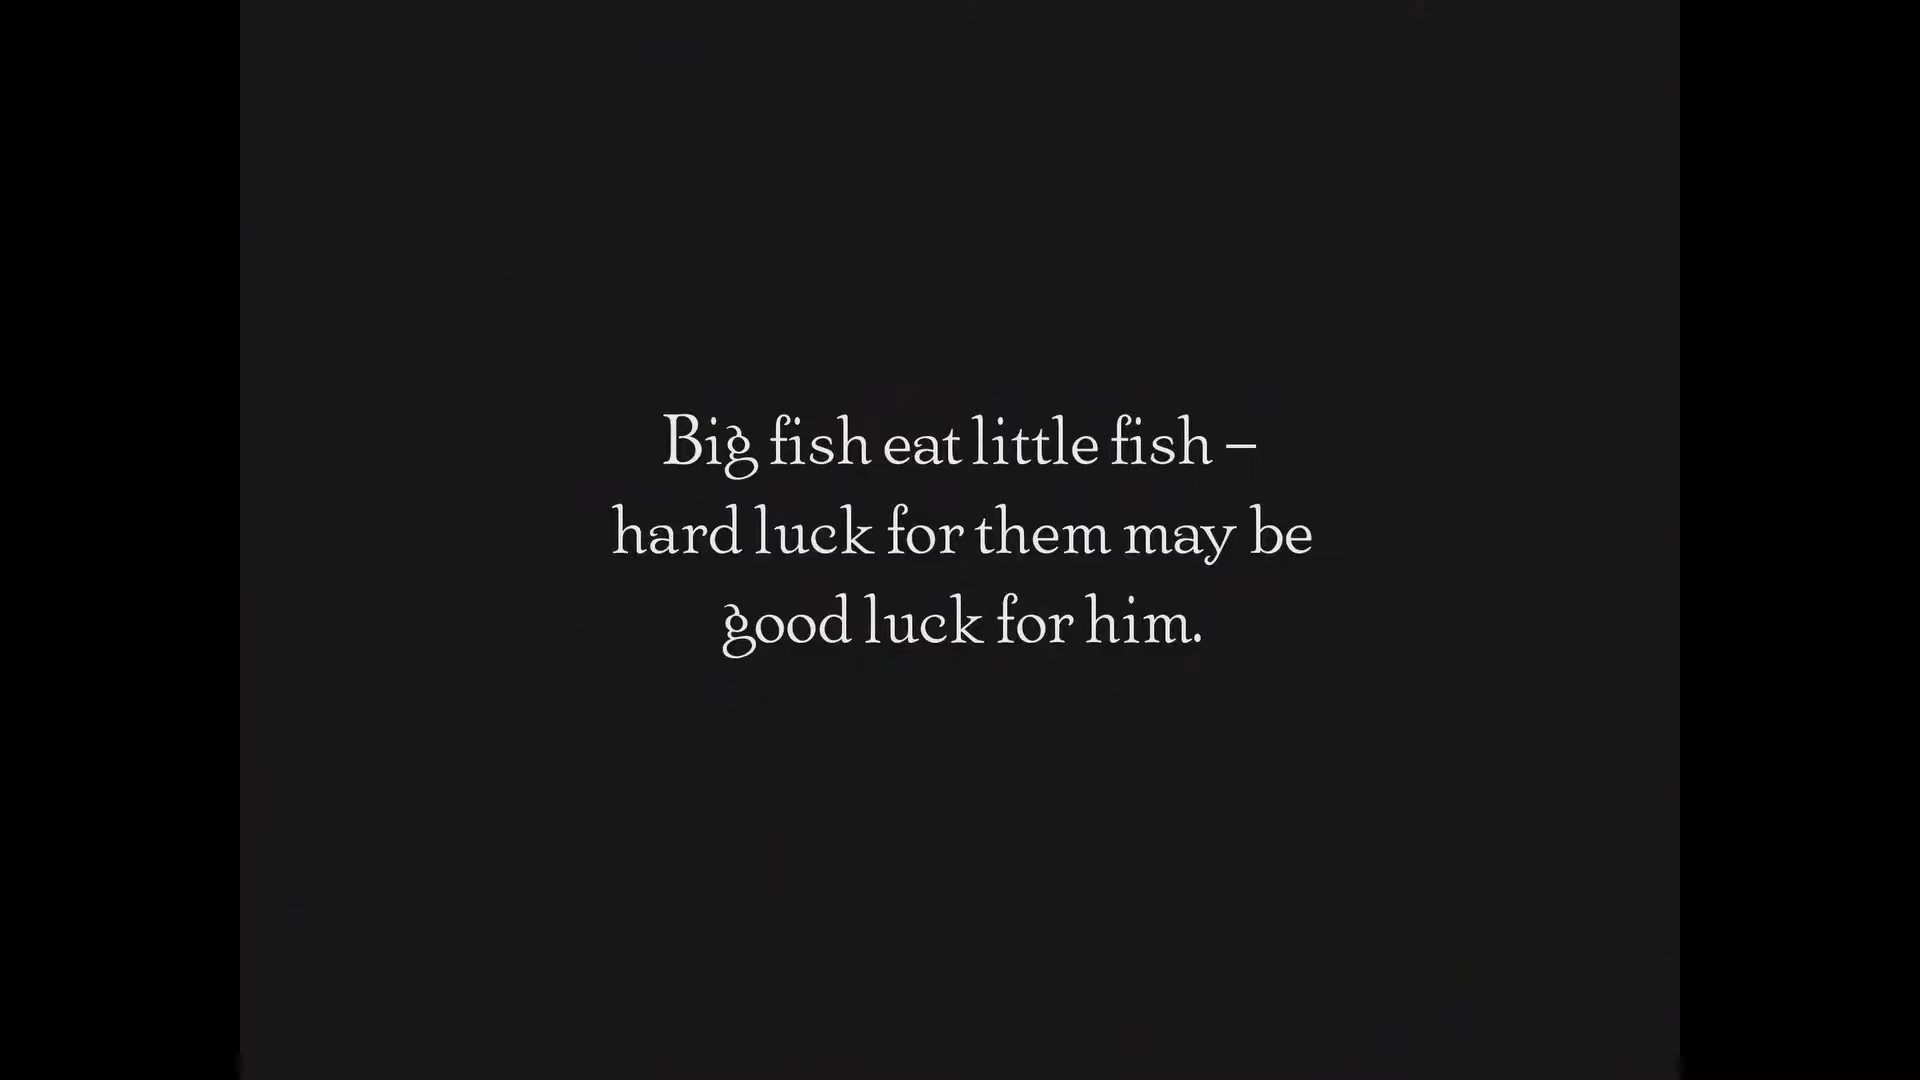 Big fish eat little fish –
hard luck for them may be
good luck for him.